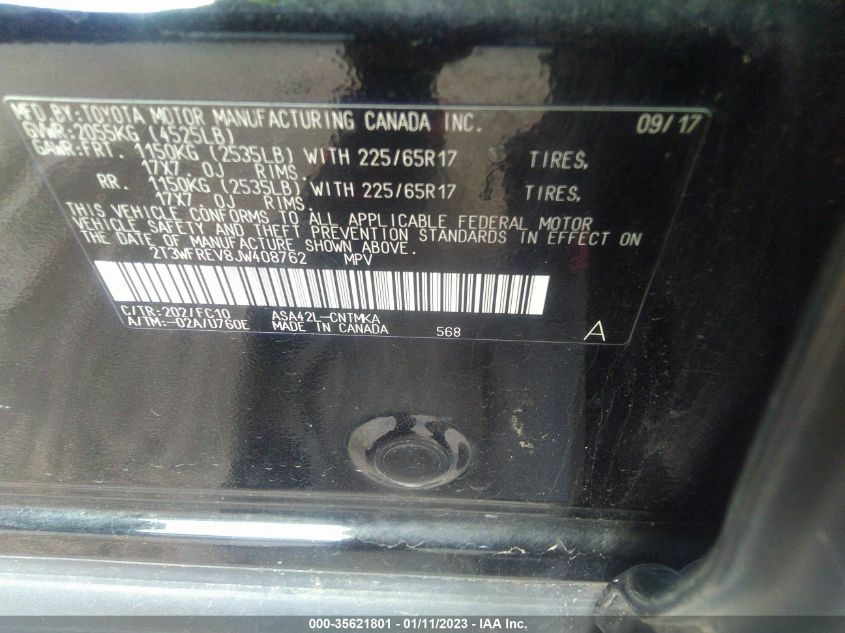 MFD.BY:TOYOTA MOTOR MANUFACTURING CANADA INC. 09/17
GVWR:2055KG (4525LB)
GAWR:FRT. 1150KG (2535LB) WITH 225/65R17 TIRES,
17X7.0J RIMS.
RR. 1150KG (2535LB) WITH 225/65R17 TIRES,
17X7.0J RIMS.
THIS VEHICLE CONFORMS TO ALL APPLICABLE FEDERAL MOTOR
VEHICLE SAFETY AND THEFT PREVENTION STANDARDS IN EFFECT ON
THE DATE OF MANUFACTURE SHOWN ABOVE.
2T3WFREV8JW408762 MPV
C/TR:202/FC10 ASA42L-CNTMKA
A/TM:-02A/U760E MADE IN CANADA 568 A
000-35621801 - 01/11/2023 - IAA Inc.